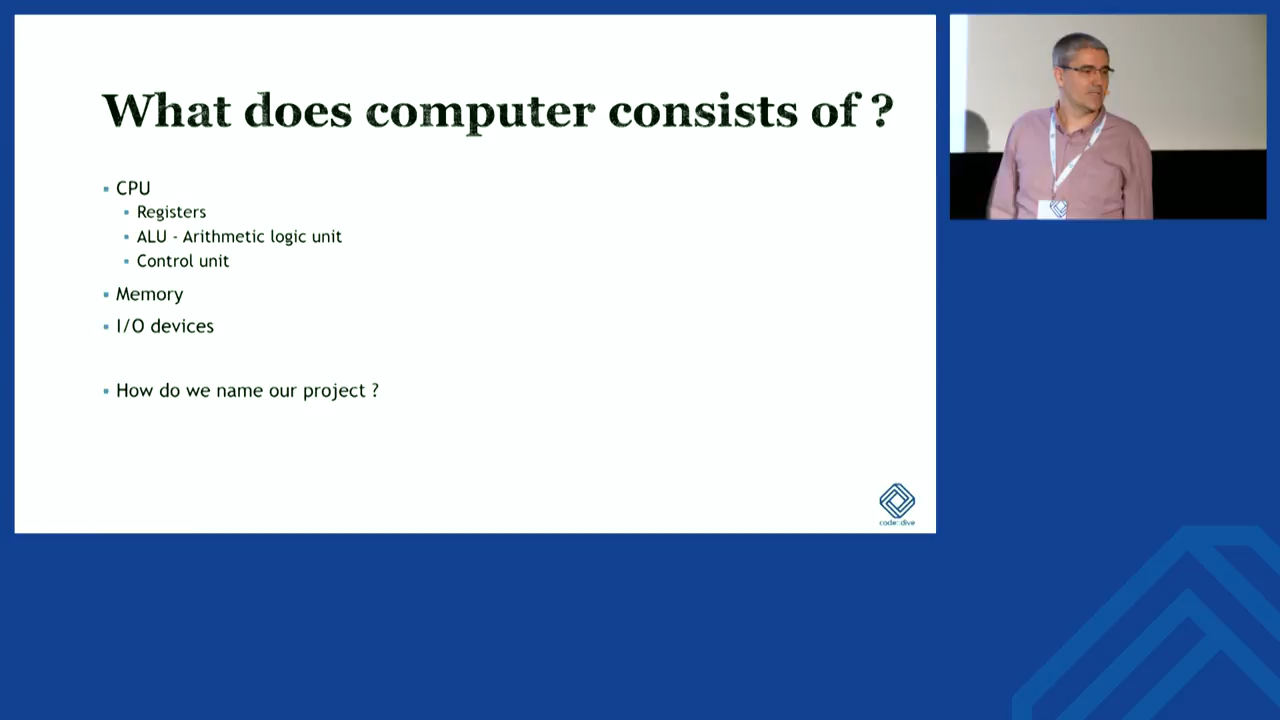 What does computer consists of ?
CPU
Registers
ALU - Arithmetic logic unit
Control unit
Memory
I/O devices
How do we name our project ?
code::dive